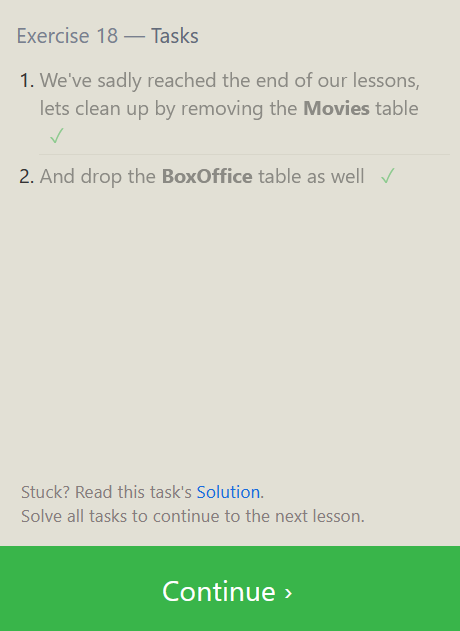 Exercise 18 — Tasks
1. We've sadly reached the end of our lessons,
lets clean up by removing the Movies table
✓
2. And drop the BoxOffice table as well ✓
Stuck? Read this task's Solution.
Solve all tasks to continue to the next lesson.
Continue ›